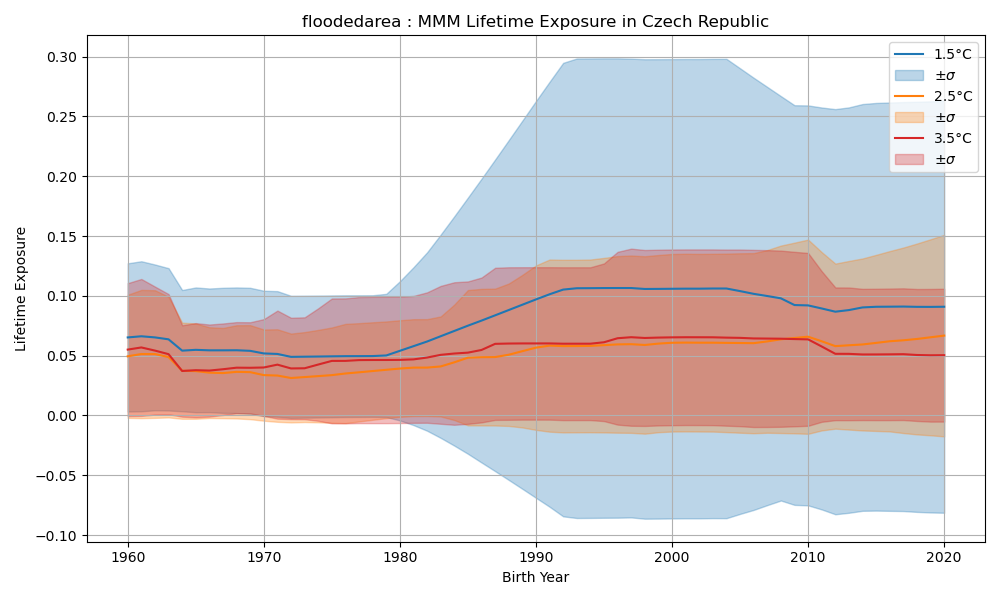 floodedarea : MMM Lifetime Exposure in Czech Republic
0.30
0.25
0.20
0.15
0.10
0.05
0.00
−0.05
−0.10
Lifetime Exposure
1960
1970
1980
1990
2000
2010
2020
Birth Year
1.5°C
±σ
2.5°C
±σ
3.5°C
±σ